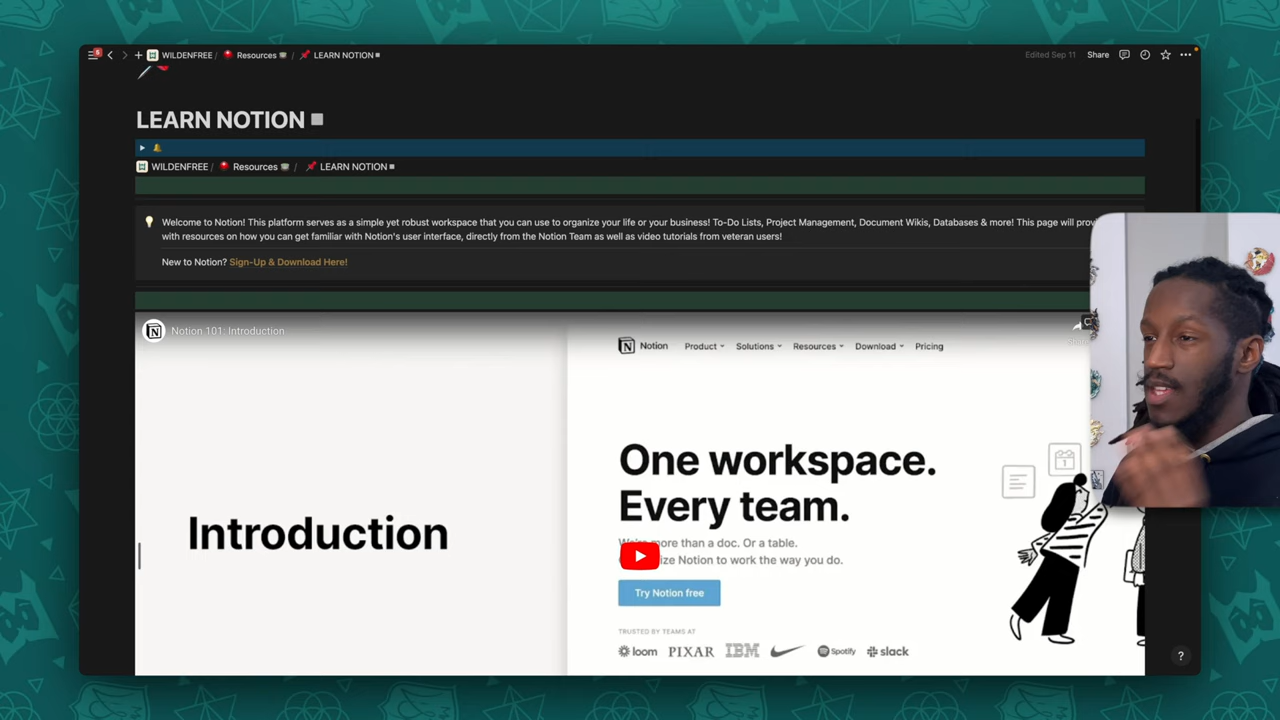 5
WILDENFREE / Resources / LEARN NOTION
Edited Sep 11 Share
LEARN NOTION
WILDENFREE / Resources / LEARN NOTION
Welcome to Notion! This platform serves as a simple yet robust workspace that you can use to organize your life or your business! To-Do Lists, Project Management, Document Wikis, Databases & more! This page will
with resources on how you can get familiar with Notion's user interface, directly from the Notion Team as well as video tutorials from veteran users!
New to Notion? Sign-Up & Download Here!
Notion 101: Introduction
Notion Product Solutions Resources Download Pricing
Introduction
One workspace.
Every team.
We're more than a doc. Or a table.
Notion to work the way you do.
Try Notion free
TRUSTED BY TEAMS AT
loom PIXAR IBM Spotify slack
?